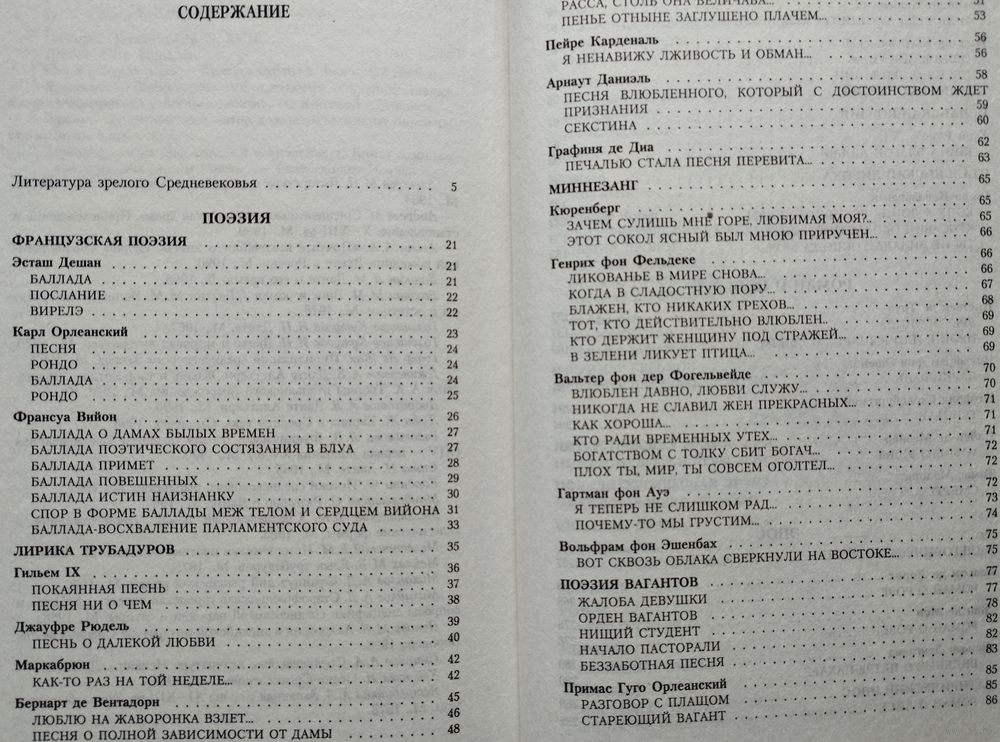 СОДЕРЖАНИЕ
Литература зрелого Средневековья . . . . . . . . . . . . . . 5
ПОЭЗИЯ
ФРАНЦУЗСКАЯ ПОЭЗИЯ . . . . . . . . . . . . . . 21
Эсташ Дешан . . . . . . . . . . . . . . 21
БАЛЛАДА . . . . . . . . . . . . . . 21
ПОСЛАНИЕ . . . . . . . . . . . . . . 22
ВИРЕЛЭ . . . . . . . . . . . . . . 22
Карл Орлеанский . . . . . . . . . . . . . . 23
ПЕСНЯ . . . . . . . . . . . . . . 24
РОНДО . . . . . . . . . . . . . . 24
БАЛЛАДА . . . . . . . . . . . . . . 24
РОНДО . . . . . . . . . . . . . . 25
Франсуа Вийон . . . . . . . . . . . . . . 26
БАЛЛАДА О ДАМАХ БЫЛЫХ ВРЕМЕН . . . . . . . . . . 27
БАЛЛАДА ПОЭТИЧЕСКОГО СОСТЯЗАНИЯ В БЛУА . . . . . . 27
БАЛЛАДА ПРИМЕТ . . . . . . . . . . . . . . 28
БАЛЛАДА ПОВЕШЕННЫХ . . . . . . . . . . . . . . 29
БАЛЛАДА ИСТИН НАИЗНАНКУ . . . . . . . . . . . . 30
СПОР В ФОРМЕ БАЛЛАДЫ МЕЖ ТЕЛОМ И СЕРДЦЕМ ВИЙОНА 31
БАЛЛАДА-ВОСХВАЛЕНИЕ ПАРЛАМЕНТСКОГО СУДА . . . . . 33
ЛИРИКА ТРУБАДУРОВ . . . . . . . . . . . . . . 35
Гильем IX . . . . . . . . . . . . . . 36
ПОКАЯННАЯ ПЕСНЬ . . . . . . . . . . . . . . 37
ПЕСНЯ НИ О ЧЕМ . . . . . . . . . . . . . . 38
Джауфре Рюдель . . . . . . . . . . . . . . 39
ПЕСНЬ О ДАЛЕКОЙ ЛЮБВИ . . . . . . . . . . . . 40
Маркабрюн . . . . . . . . . . . . . . 42
КАК-ТО РАЗ НА ТОЙ НЕДЕЛЕ... . . . . . . . . . . . 42
Бернарт де Вентадорн . . . . . . . . . . . . . . 45
ЛЮБЛЮ НА ЖАВОРОНКА ВЗЛЕТ... . . . . . . . . . . 46
ПЕСНЯ О ПОЛНОЙ ЗАВИСИМОСТИ ОТ ДАМЫ . . . . . . . 48
РАССА, СТОЛЬ ОНА ВЕЛИЧАВА... . . . . . . . . . . 51
ПЕНЬЕ ОТНЫНЕ ЗАГЛУШЕНО ПЛАЧЕМ... . . . . . . . . 53
Пейре Карденаль . . . . . . . . . . . . . . 56
Я НЕНАВИЖУ ЛЖИВОСТЬ И ОБМАН... . . . . . . . . . 56
Арнаут Даниэль . . . . . . . . . . . . . . 58
ПЕСНЯ ВЛЮБЛЕННОГО, КОТОРЫЙ С ДОСТОИНСТВОМ ЖДЕТ
ПРИЗНАНИЯ . . . . . . . . . . . . . . 59
СЕКСТИНА . . . . . . . . . . . . . . 60
Графиня де Диа . . . . . . . . . . . . . . 62
ПЕЧАЛЬЮ СТАЛА ПЕСНЯ ПЕРЕВИТА... . . . . . . . . . 63
МИННЕЗАНГ . . . . . . . . . . . . . . 65
Кюренберг . . . . . . . . . . . . . . 65
ЗАЧЕМ СУЛИШЬ МНЕ ГОРЕ, ЛЮБИМАЯ МОЯ?.. . . . . . . 65
ЭТОТ СОКОЛ ЯСНЫЙ БЫЛ МНОЮ ПРИРУЧЕН... . . . . . . 66
Генрих фон Фельдеке . . . . . . . . . . . . . . 66
ЛИКОВАНЬЕ В МИРЕ СНОВА... . . . . . . . . . . . 66
КОГДА В СЛАДОСТНУЮ ПОРУ... . . . . . . . . . . . 67
БЛАЖЕН, КТО НИКАКИХ ГРЕХОВ... . . . . . . . . . . 68
ТОТ, КТО ДЕЙСТВИТЕЛЬНО ВЛЮБЛЕН.. . . . . . . . . 69
КТО ДЕРЖИТ ЖЕНЩИНУ ПОД СТРАЖЕЙ... . . . . . . . . 69
В ЗЕЛЕНИ ЛИКУЕТ ПТИЦА... . . . . . . . . . . . . 69
Вальтер фон дер Фогельвейде . . . . . . . . . . . 70
ВЛЮБЛЕН ДАВНО, ЛЮБВИ СЛУЖУ... . . . . . . . . . . 70
НИКОГДА НЕ СЛАВИЛ ЖЕН ПРЕКРАСНЫХ... . . . . . . . 71
КАК ХОРОША... . . . . . . . . . . . . . . 71
КТО РАДИ ВРЕМЕННЫХ УТЕХ... . . . . . . . . . . . 71
БОГАТСТВОМ С ТОЛКУ СБИТ БОГАЧ... . . . . . . . . 72
ПЛОХ ТЫ, МИР, ТЫ СОВСЕМ ОГОЛТЕЛ... . . . . . . . 72
Гартман фон Ауэ . . . . . . . . . . . . . . 72
Я ТЕПЕРЬ НЕ СЛИШКОМ РАД... . . . . . . . . . . . 73
ПОЧЕМУ-ТО МЫ ГРУСТИМ... . . . . . . . . . . . . 74
Вольфрам фон Эшенбах . . . . . . . . . . . . . . 75
ВОТ СКВОЗЬ ОБЛАКА СВЕРКНУЛИ НА ВОСТОКЕ... . . . . 75
ПОЭЗИЯ ВАГАНТОВ . . . . . . . . . . . . . . 77
ЖАЛОБА ДЕВУШКИ . . . . . . . . . . . . . . 77
ОРДЕН ВАГАНТОВ . . . . . . . . . . . . . . 78
НИЩИЙ СТУДЕНТ . . . . . . . . . . . . . . 82
НАЧАЛО ПАСТОРАЛИ . . . . . . . . . . . . . . 82
БЕЗЗАБОТНАЯ ПЕСНЯ . . . . . . . . . . . . . . 83
Примас Гуго Орлеанский . . . . . . . . . . . . . . 85
РАЗГОВОР С ПЛАЩОМ . . . . . . . . . . . . . . 85
СТАРЕЮЩИЙ ВАГАНТ . . . . . . . . . . . . . . 86